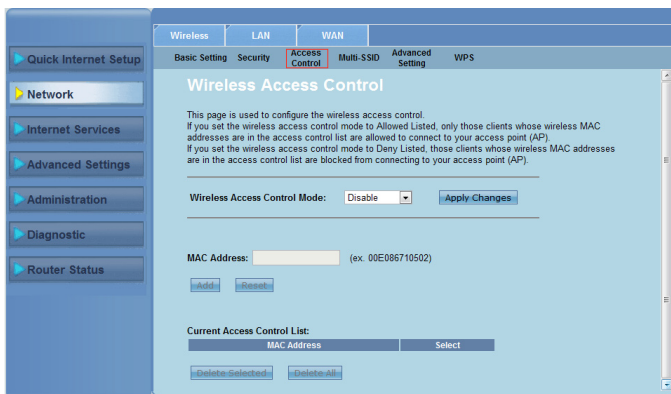 Wireless LAN WAN
Basic Setting Security Access Control Multi-SSID Advanced Setting WPS
Quick Internet Setup
Network
Internet Services
Advanced Settings
Administration
Diagnostic
Router Status
Wireless Access Control
This page is used to configure the wireless access control.
If you set the wireless access control mode to Allowed Listed, only those clients whose wireless MAC
addresses are in the access control list are allowed to connect to your access point (AP).
If you set the wireless access control mode to Deny Listed, those clients whose wireless MAC addresses
are in the access control list are blocked from connecting to your access point (AP).
Wireless Access Control Mode: Disable Apply Changes
MAC Address: (ex. 00E086710502)
Add Reset
Current Access Control List:
MAC Address Select
Delete Selected Delete All